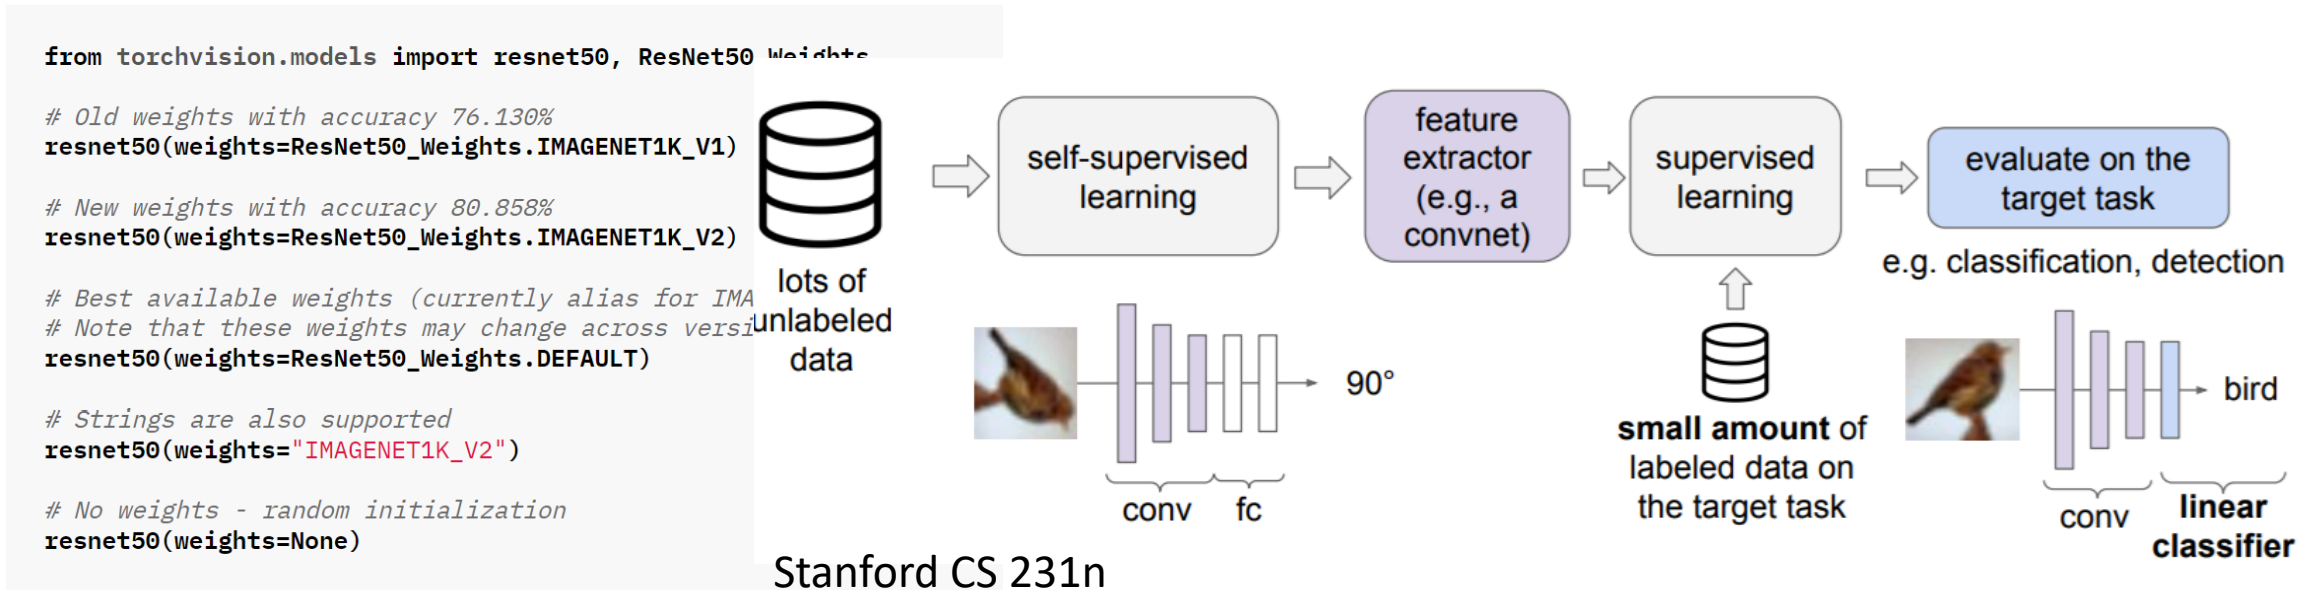 from torchvision.models import resnet50, ResNet50_Weights
# Old weights with accuracy 76.130%
resnet50(weights=ResNet50_Weights.IMAGENET1K_V1)
# New weights with accuracy 80.858%
resnet50(weights=ResNet50_Weights.IMAGENET1K_V2)
# Best available weights (currently alias for IMA
# Note that these weights may change across versi
resnet50(weights=ResNet50_Weights.DEFAULT)
# Strings are also supported
resnet50(weights="IMAGENET1K_V2")
# No weights - random initialization
resnet50(weights=None)
lots of
unlabeled
data
self-supervised
learning
feature
extractor
(e.g., a
convnet)
supervised
learning
evaluate on the
target task
e.g. classification, detection
90°
conv
fc
small amount of
labeled data on
the target task
bird
conv
linear
classifier
Stanford CS 231n